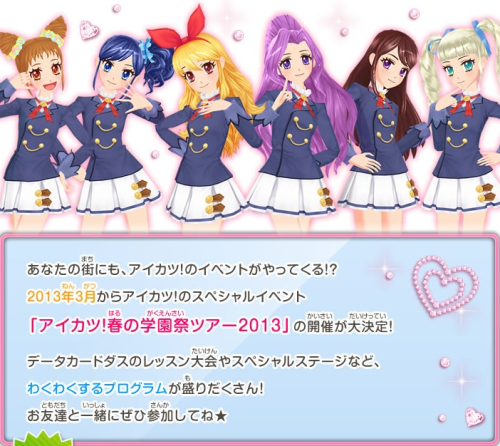 あなたの街にも、アイカツ!のイベントがやってくる!?
2013年3月からアイカツ!のスペシャルイベント
「アイカツ!春の学園祭ツアー2013」の開催が大決定!
データカードダスのレッスン大会やスペシャルステージなど、
わくわくするプログラムが盛りだくさん!
お友達と一緒にぜひ参加してね★